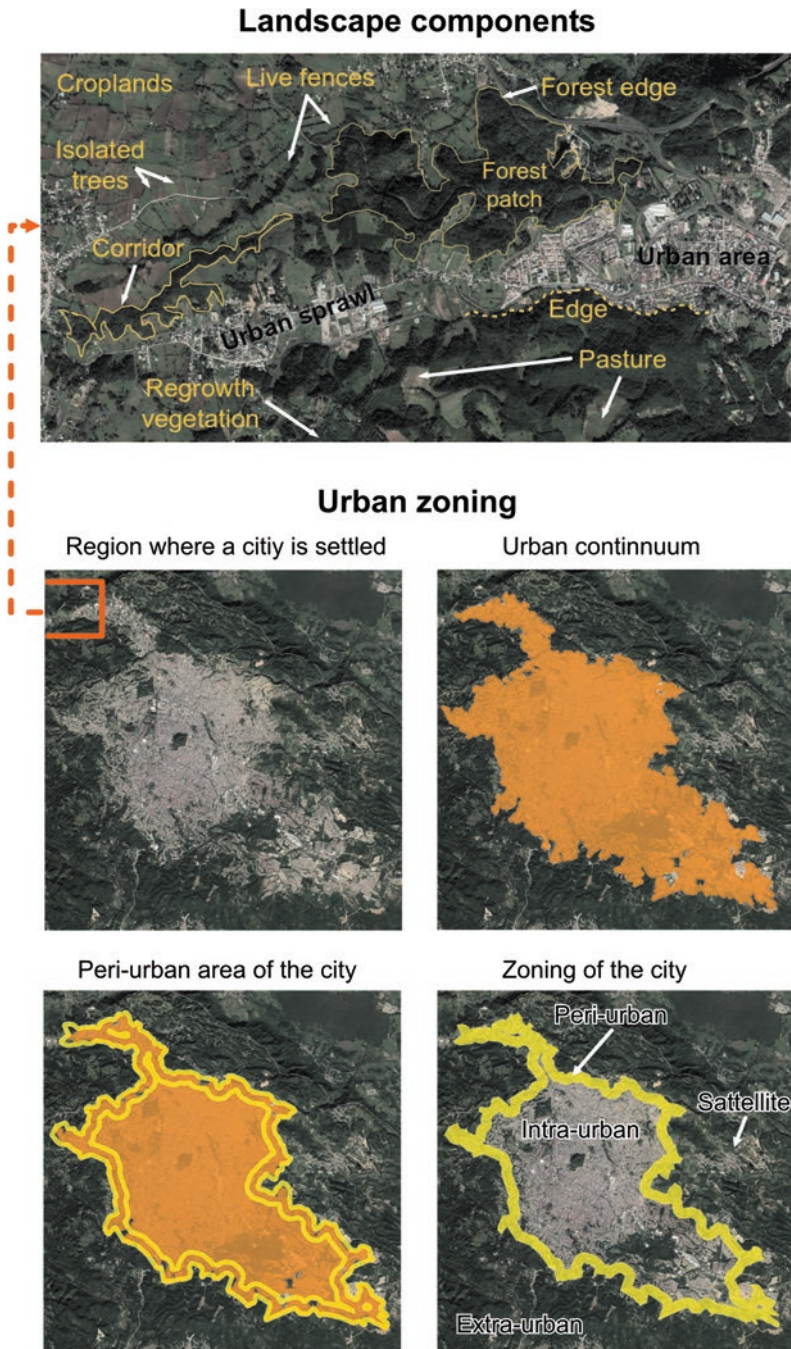 Landscape components
Croplands
Live fences
Forest edge
Isolated
trees
Forest
patch
Corridor
Urban area
Urban sprawl
Edge
Pasture
Regrowth
vegetation
Urban zoning
Region where a citiy is settled
Urban continnuum
Peri-urban area of the city
Zoning of the city
Peri-urban
Sattellite
Intra-urban
Extra-urban